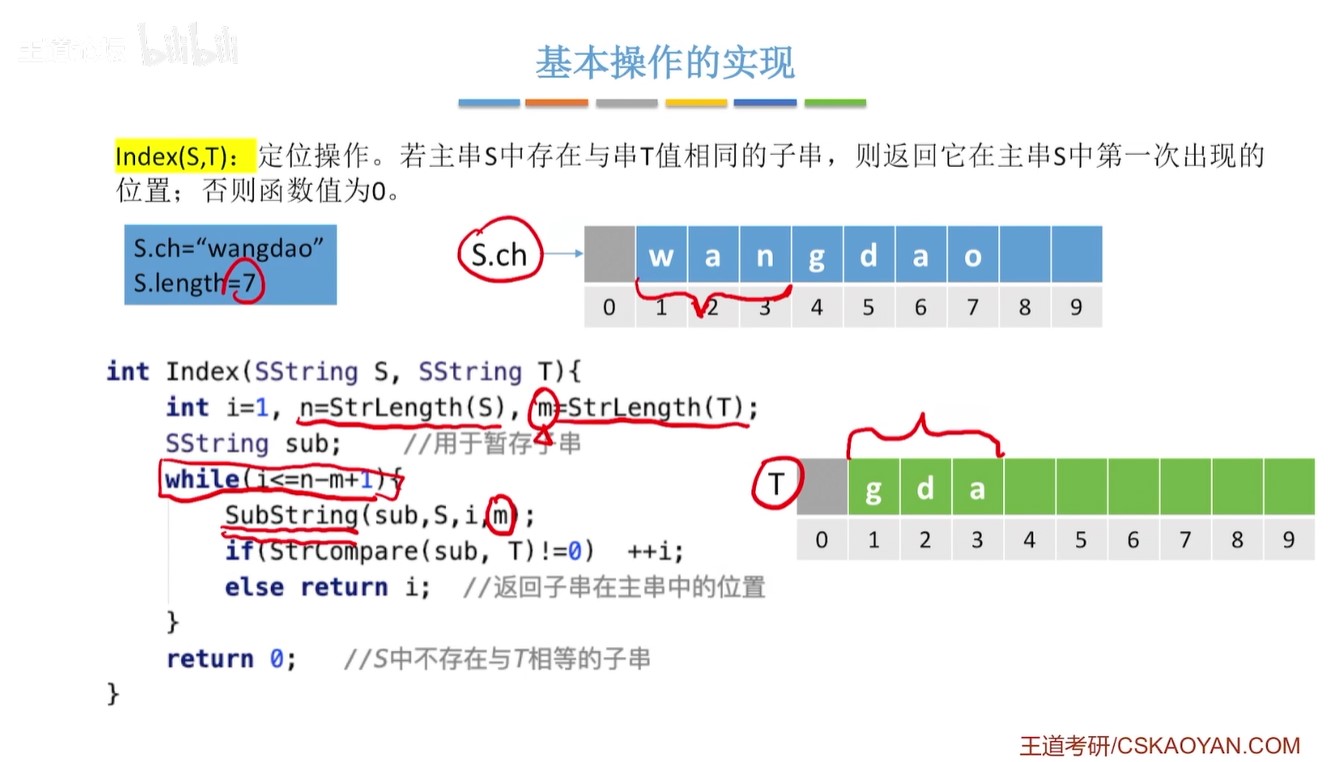 王道论坛 bilibili
基本操作的实现
Index(S,T)：定位操作。若主串S中存在与串T值相同的子串，则返回它在主串S中第一次出现的
位置；否则函数值为0。
S.ch=“wangdao”
S.length=7
S.ch
w a n g d a o
0 1 2 3 4 5 6 7 8 9
int Index(SString S, SString T){
int i=1, n=StrLength(S), m=StrLength(T);
SString sub; //用于暂存子串
while(i<=n-m+1){
SubString(sub,S,i,m);
if(StrCompare(sub, T)!=0) ++i;
else return i; //返回子串在主串中的位置
}
return 0; //S中不存在与T相等的子串
}
T
g d a
0 1 2 3 4 5 6 7 8 9
王道考研/CSKAOYAN.COM